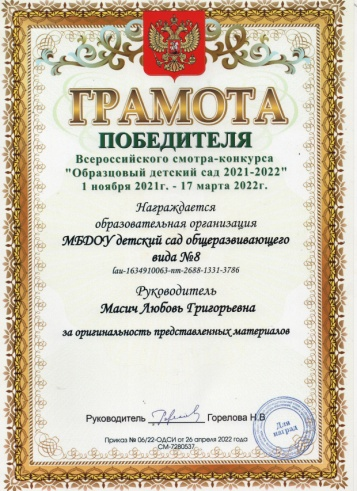 ГРАМОТА
ПОБЕДИТЕЛЯ
Всероссийского смотра-конкурса
"Образцовый детский сад 2021-2022"
1 ноября 2021г. - 17 марта 2022г.
Награждается
образовательная организация
МБДОУ детский сад общеразвивающего
вида №8
lau-1634910063-nm-2688-1331-3786
Руководитель
Масич Любовь Григорьевна
за оригинальность представленных материалов
Руководитель Горелова Н.В.
Для
наград
Приказ № 06/22-ОДСИ от 26 апреля 2022 года
СМ-7280537